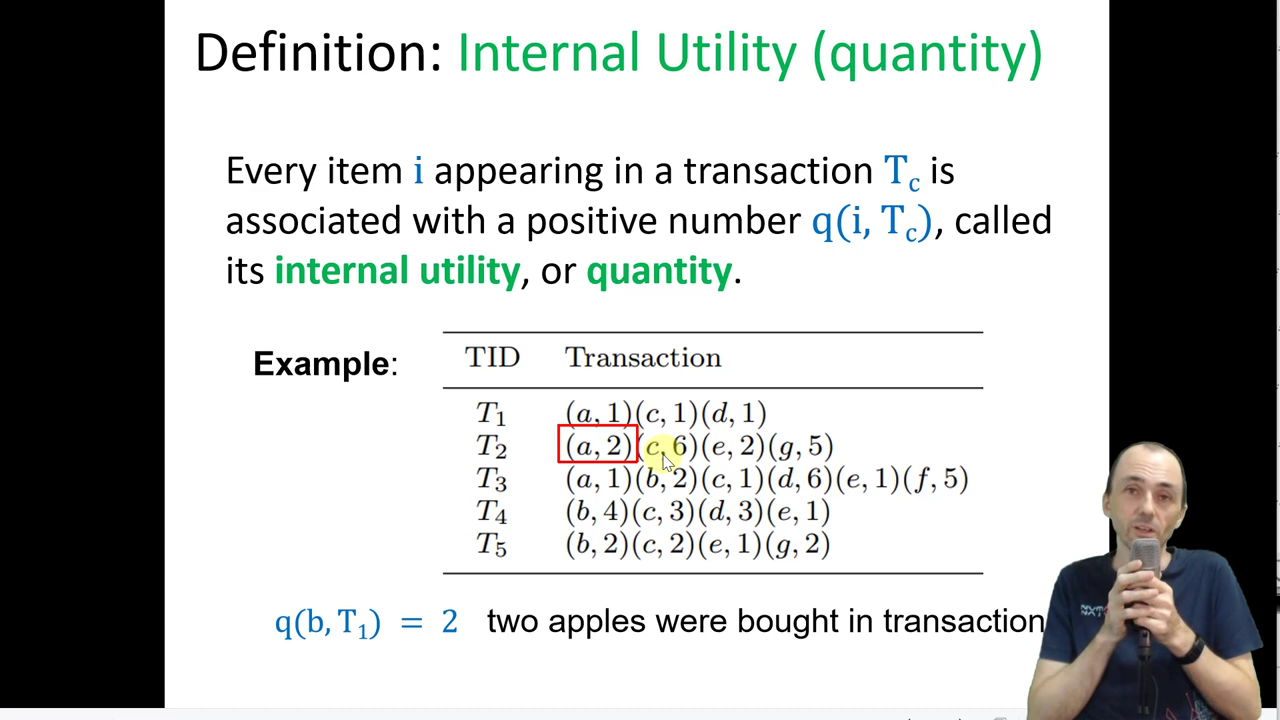 Definition: Internal Utility (quantity)
Every item i appearing in a transaction Tc is
associated with a positive number q(i, Tc), called
its internal utility, or quantity.
Example:
TID Transaction
T1 (a, 1)(c, 1)(d, 1)
T2 (a, 2)(c, 6)(e, 2)(g, 5)
T3 (a, 1)(b, 2)(c, 1)(d, 6)(e, 1)(f, 5)
T4 (b, 4)(c, 3)(d, 3)(e, 1)
T5 (b, 2)(c, 2)(e, 1)(g, 2)
q(b, T1) = 2 two apples were bought in transaction